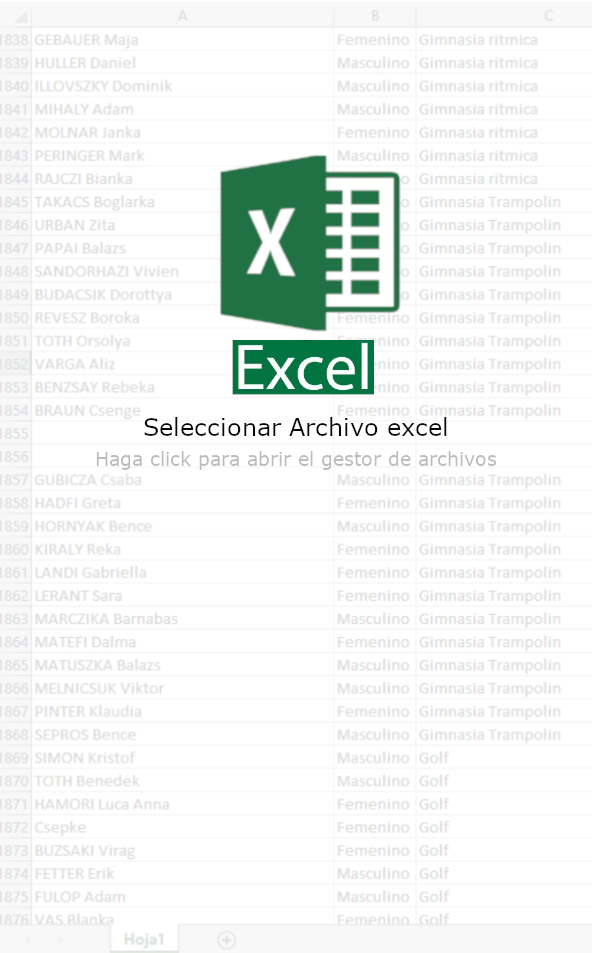 A B C
1838 GEBAUER Maja Femenino Gimnasia ritmica
1839 HULLER Daniel Masculino Gimnasia ritmica
1840 ILLOVSZKY Dominik Masculino Gimnasia ritmica
1841 MIHALY Adam Masculino Gimnasia ritmica
1842 MOLNAR Janka Femenino Gimnasia ritmica
1843 PERINGER Mark Masculino Gimnasia ritmica
1844 RAJCZI Bianka Gimnasia ritmica
1845 TAKACS Boglarka Gimnasia Trampolin
1846 URBAN Zita Gimnasia Trampolin
1847 PAPAI Balazs Gimnasia Trampolin
1848 SANDORHAZI Vivien Gimnasia Trampolin
1849 BUDACSIK Dorottya Gimnasia Trampolin
1850 REVESZ Boroka Femenino Gimnasia Trampolin
1851 TOTH Orsolya Femenino Gimnasia Trampolin
1852 VARGA Aliz Femenino Gimnasia Trampolin
1853 BENZSAY Rebeka Femenino Gimnasia Trampolin
1854 BRAUN Csenge Femenino Gimnasia Trampolin
X
Excel
Seleccionar Archivo excel
1855
Haga click para abrir el gestor de archivos
1856
1857 GUBICZA Csaba Masculino Gimnasia Trampolin
1858 HADFI Greta Femenino Gimnasia Trampolin
1859 HORNYAK Bence Masculino Gimnasia Trampolin
1860 KIRALY Reka Femenino Gimnasia Trampolin
1861 LANDI Gabriella Femenino Gimnasia Trampolin
1862 LERANT Sara Femenino Gimnasia Trampolin
1863 MARCZIKA Barnabas Masculino Gimnasia Trampolin
1864 MATEFI Dalma Femenino Gimnasia Trampolin
1865 MATUSZKA Balazs Masculino Gimnasia Trampolin
1866 MELNICSUK Viktor Masculino Gimnasia Trampolin
1867 PINTER Klaudia Femenino Gimnasia Trampolin
1868 SEPROS Bence Masculino Gimnasia Trampolin
1869 SIMON Kristof Masculino Golf
1870 TOTH Benedek Masculino Golf
1871 HAMORI Luca Anna Femenino Golf
1872 Csepke Femenino Golf
1873 BUZSAKI Virag Femenino Golf
1874 FETTER Erik Masculino Golf
1875 FULOP Adam Masculino Golf
1876 VAS Blanka Femenino Golf
Hoja1